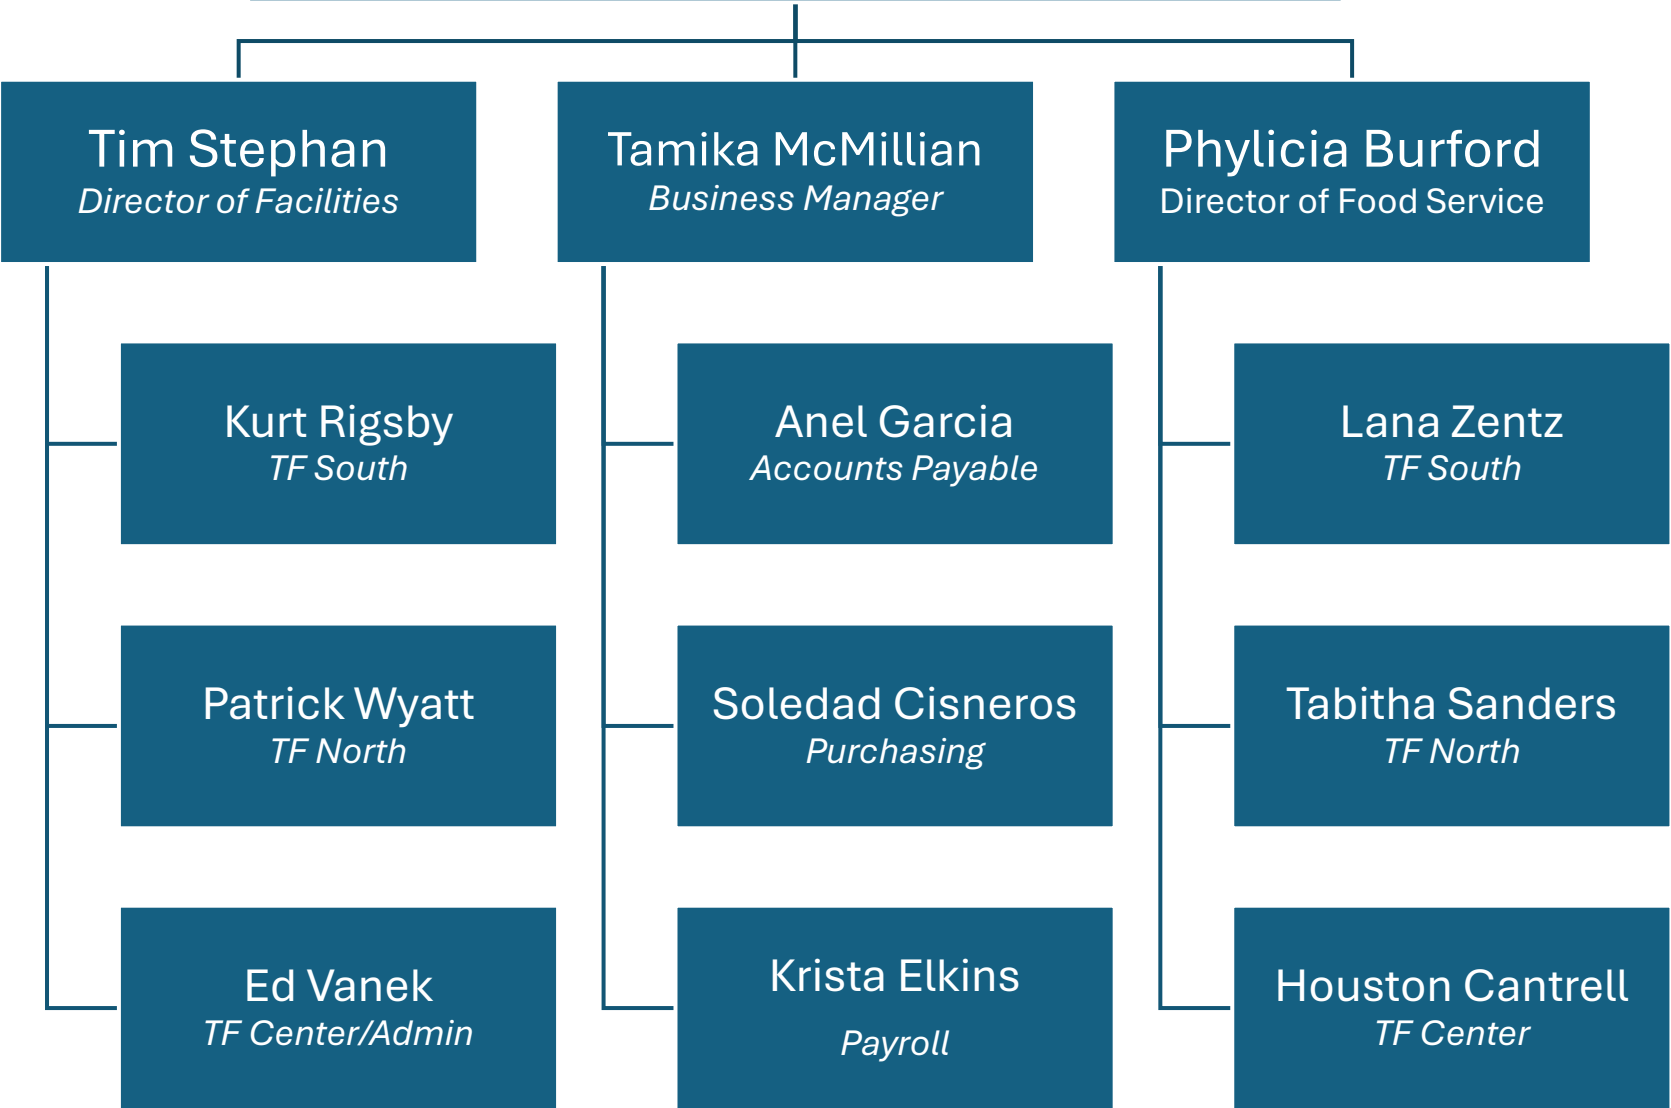 Tim Stephan
Director of Facilities
Tamika McMillian
Business Manager
Phylicia Burford
Director of Food Service
Kurt Rigsby
TF South
Anel Garcia
Accounts Payable
Lana Zentz
TF South
Patrick Wyatt
TF North
Soledad Cisneros
Purchasing
Tabitha Sanders
TF North
Ed Vanek
TF Center/Admin
Krista Elkins
Payroll
Houston Cantrell
TF Center